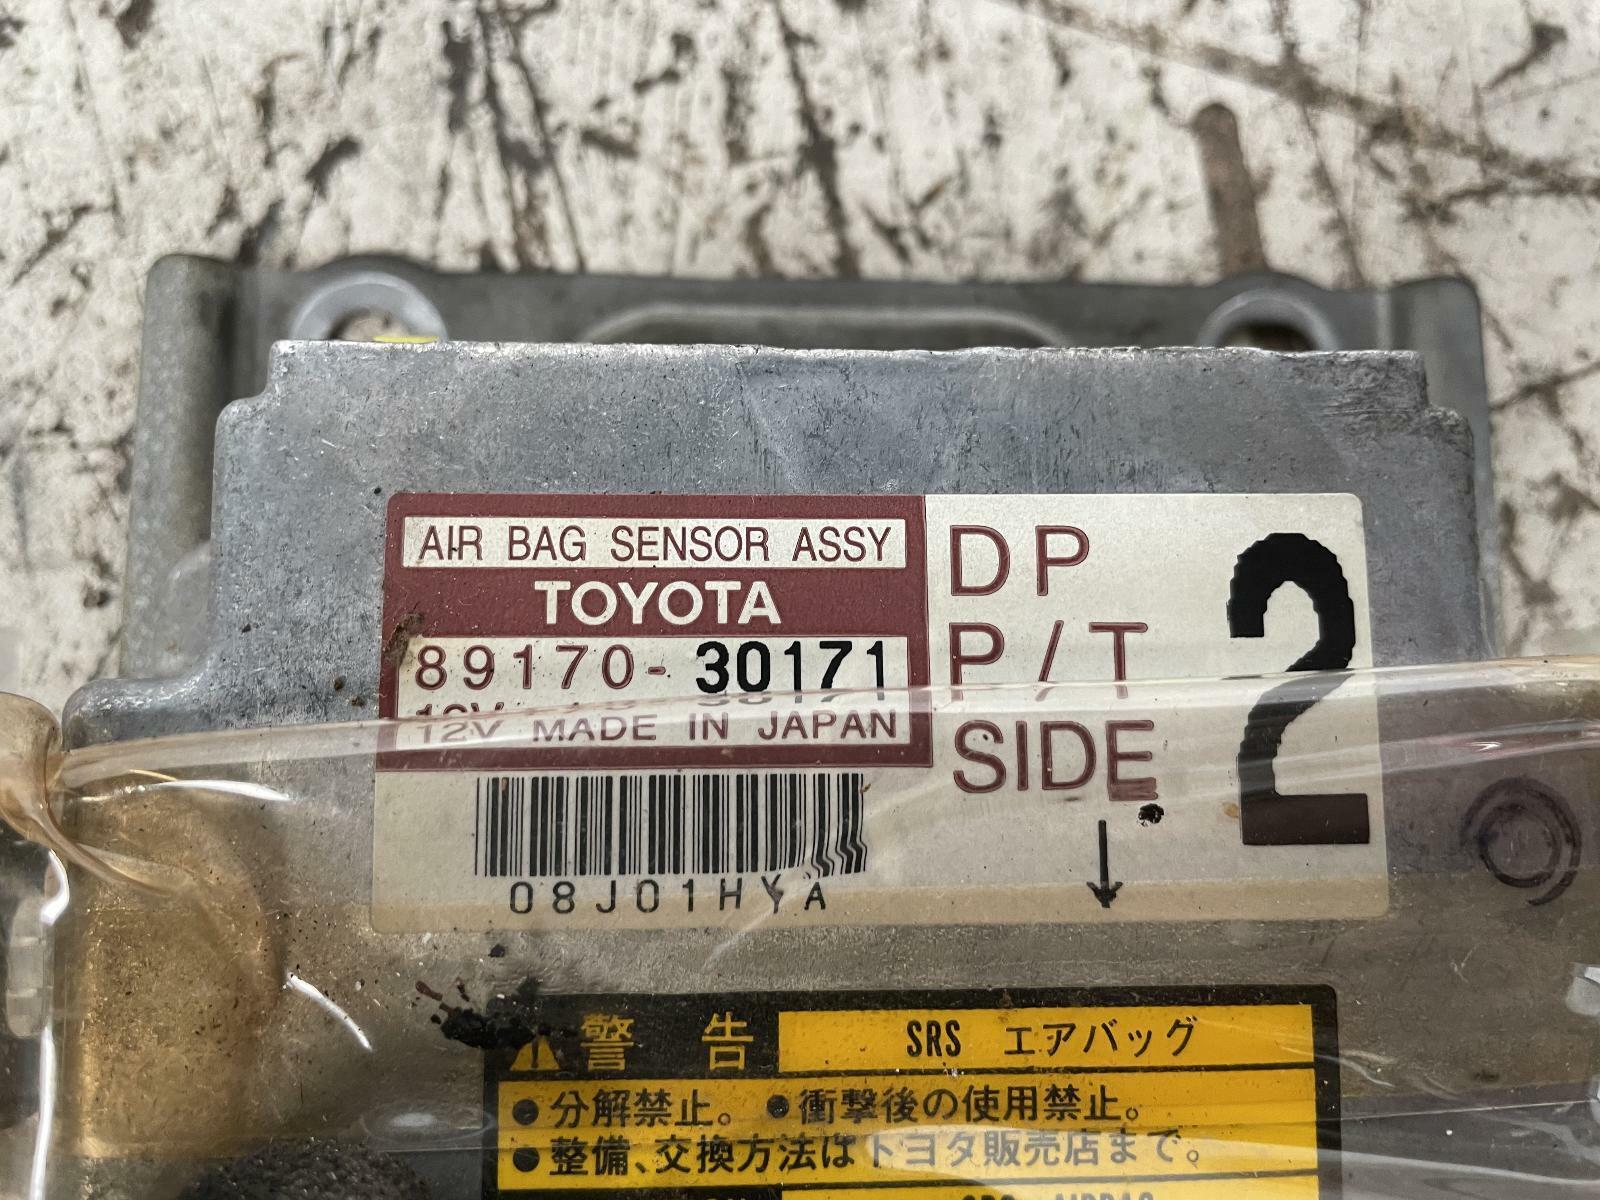 AIR BAG SENSOR ASSY
TOYOTA
89170-30171
12V MADE IN JAPAN
08J01HYA
DP
P/T
SIDE
2
警告 SRS エアバッグ
●分解禁止。 ●衝撃後の使用禁止。
●整備、交換方法はトヨタ販売店まで。